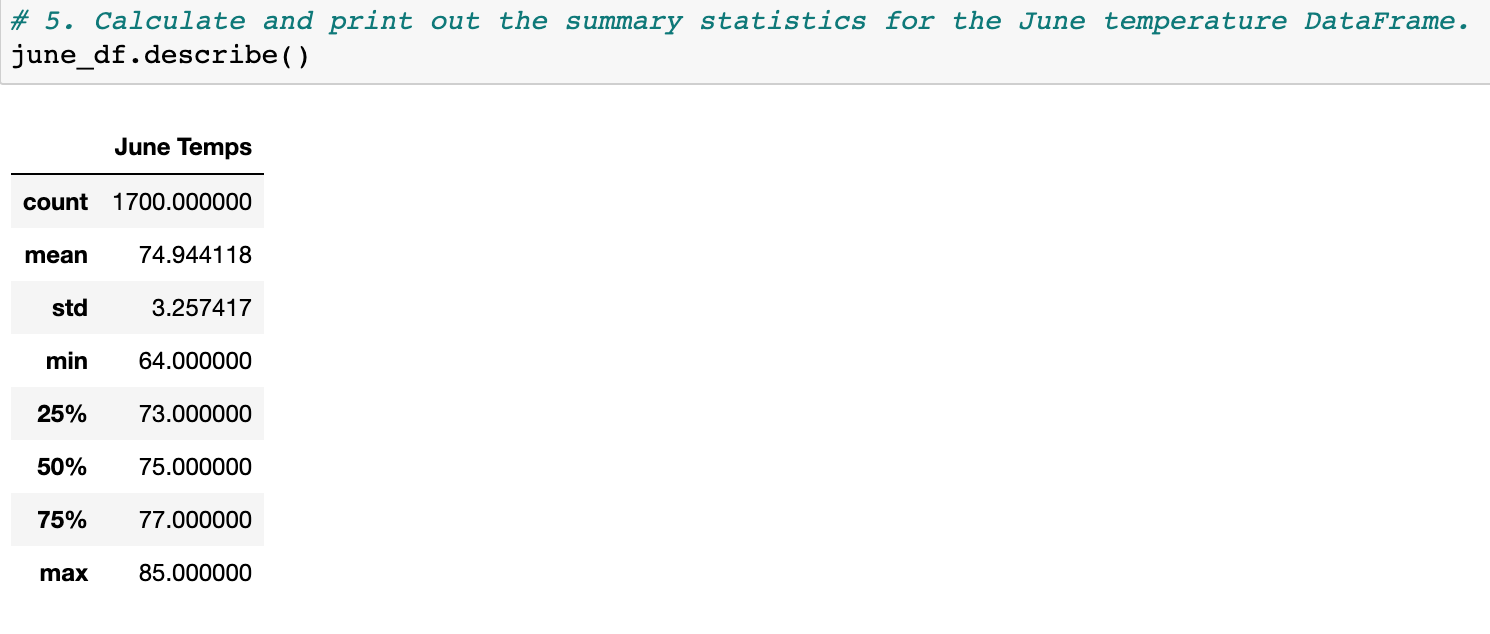 # 5. Calculate and print out the summary statistics for the June temperature DataFrame.
june_df.describe()
June Temps
count 1700.000000
mean 74.944118
std 3.257417
min 64.000000
25% 73.000000
50% 75.000000
75% 77.000000
max 85.000000